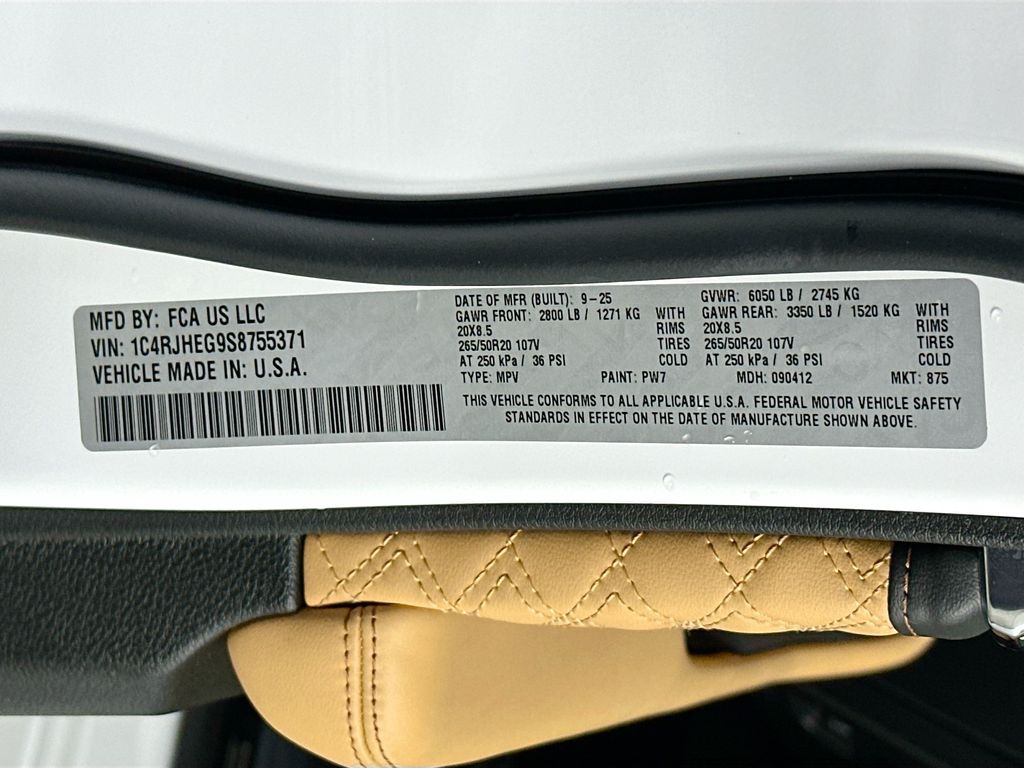 MFD BY: FCA US LLC
VIN: 1C4RJHEG9S8755371
VEHICLE MADE IN: U.S.A.
DATE OF MFR (BUILT): 9-25
GAWR FRONT: 2800 LB / 1271 KG WITH
20X8.5 RIMS
265/50R20 107V TIRES
AT 250 kPa / 36 PSI COLD
TYPE: MPV PAINT: PW7
GVWR: 6050 LB / 2745 KG
GAWR REAR: 3350 LB / 1520 KG WITH
20X8.5 RIMS
265/50R20 107V TIRES
AT 250 kPa / 36 PSI COLD
MDH: 090412 MKT: 875
THIS VEHICLE CONFORMS TO ALL APPLICABLE U.S.A. FEDERAL MOTOR VEHICLE SAFETY
STANDARDS IN EFFECT ON THE DATE OF MANUFACTURE SHOWN ABOVE.